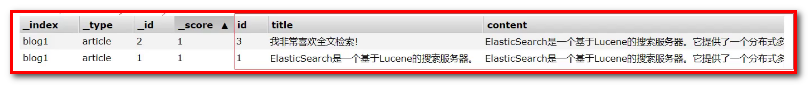 _index _type _id _score ▲ id title content
blog1 article 2 1 3 我非常喜欢全文检索! ElasticSearch是一个基于Lucene的搜索服务器。它提供了一个分布式多
blog1 article 1 1 1 ElasticSearch是一个基于Lucene的搜索服务器。 ElasticSearch是一个基于Lucene的搜索服务器。它提供了一个分布式多